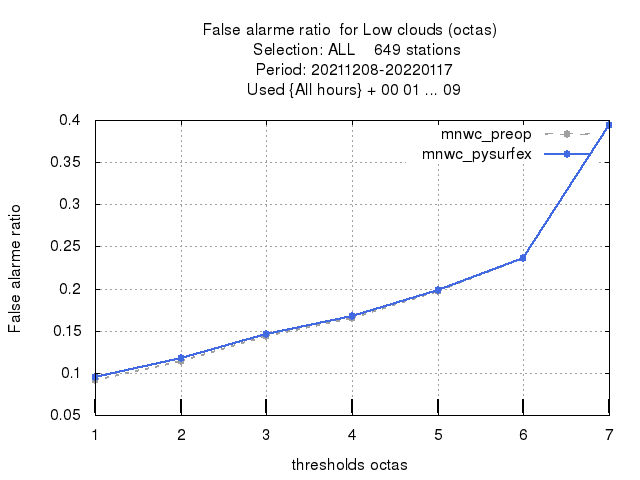 False alarme ratio  for Low clouds (octas)
Selection: ALL    649 stations
Period: 20211208-20220117
Used {All hours} + 00 01 ... 09
mnwc_preop
mnwc_pysurfex
0.4
0.35
0.3
0.25
0.2
0.15
0.1
0.05
False alarme ratio
1 2 3 4 5 6 7
thresholds octas